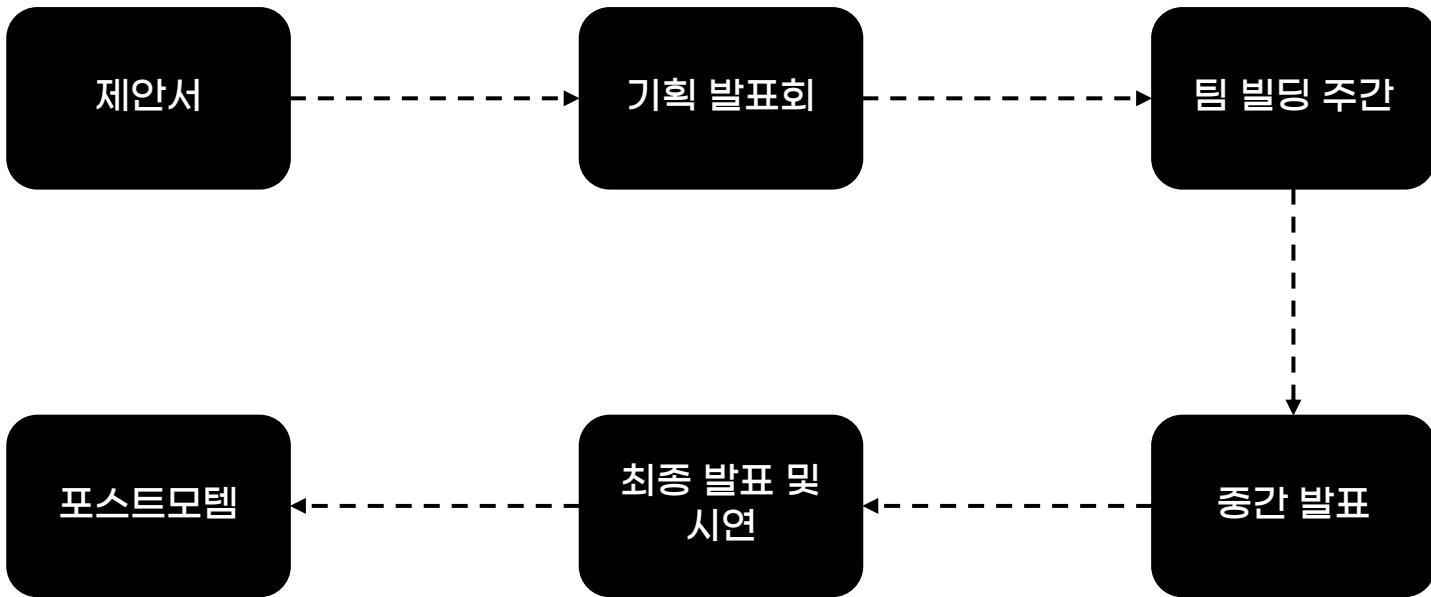 제안서
기획 발표회
팀 빌딩 주간
중간 발표
최종 발표 및
시연
포스트모템